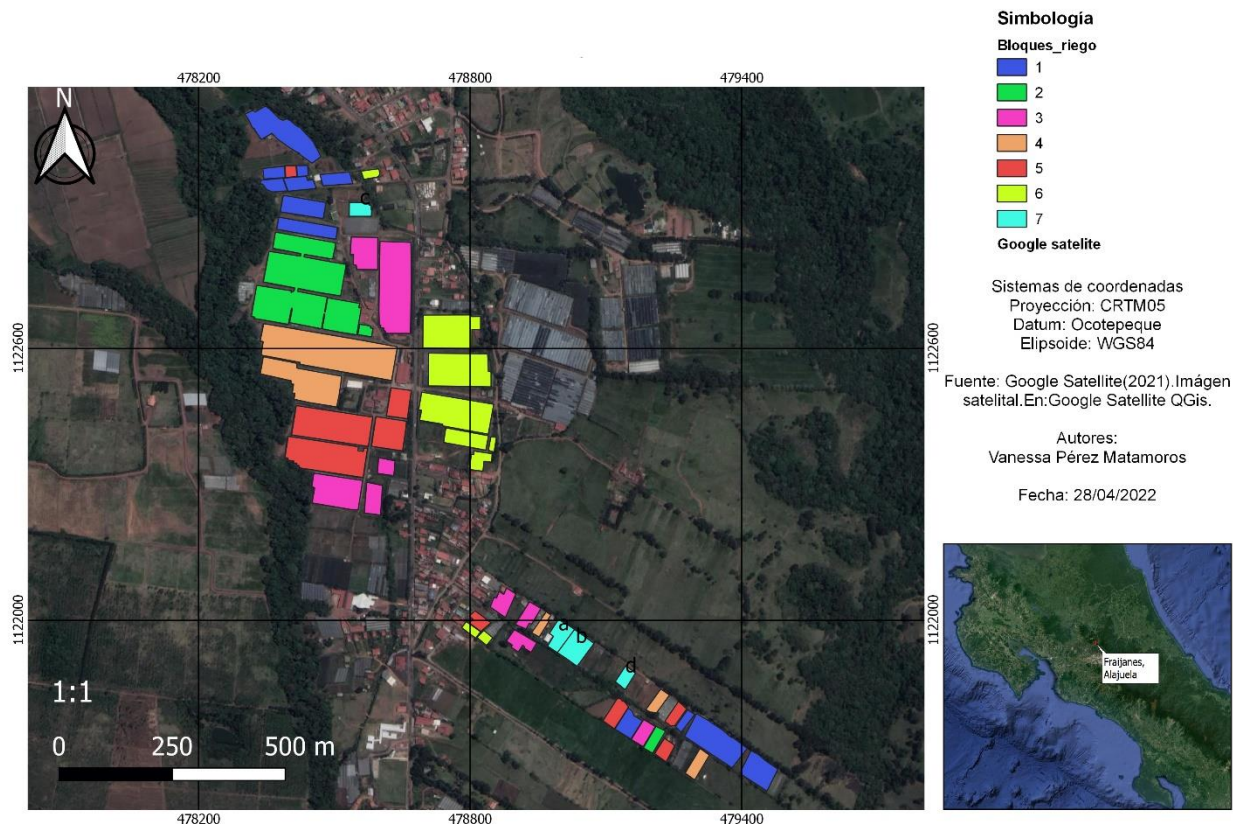 478200
478800
479400
N
1122600
1122600
1122000
1122000
c
a
b
d
1:1
0
250
500 m
478200
478800
479400
Simbología
Bloques_riego
1
2
3
4
5
6
7
Google satelite
Sistemas de coordenadas
Proyección: CRTM05
Datum: Ocotepeque
Elipsoide: WGS84
Fuente: Google Satellite(2021).Imágen
satelital.En:Google Satellite QGis.
Autores:
Vanessa Pérez Matamoros
Fecha: 28/04/2022
Fraijanes,
Alajuela